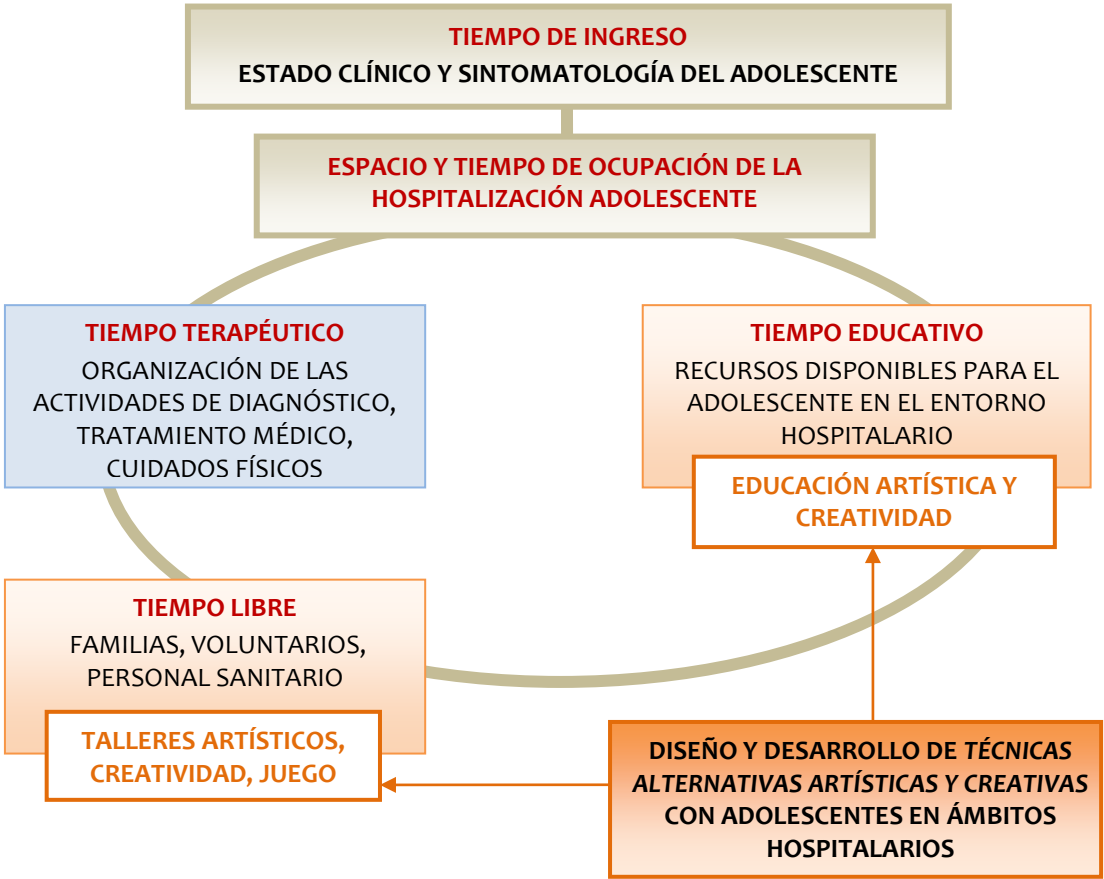 TIEMPO DE INGRESO
ESTADO CLÍNICO Y SINTOMATOLOGÍA DEL ADOLESCENTE
ESPACIO Y TIEMPO DE OCUPACIÓN DE LA
HOSPITALIZACIÓN ADOLESCENTE
TIEMPO TERAPÉUTICO
ORGANIZACIÓN DE LAS
ACTIVIDADES DE DIAGNÓSTICO,
TRATAMIENTO MÉDICO,
CUIDADOS FÍSICOS
TIEMPO EDUCATIVO
RECURSOS DISPONIBLES PARA EL
ADOLESCENTE EN EL ENTORNO
HOSPITALARIO
EDUCACIÓN ARTÍSTICA Y
CREATIVIDAD
TIEMPO LIBRE
FAMILIAS, VOLUNTARIOS,
PERSONAL SANITARIO
TALLERES ARTÍSTICOS,
CREATIVIDAD, JUEGO
DISEÑO Y DESARROLLO DE TÉCNICAS
ALTERNATIVAS ARTÍSTICAS Y CREATIVAS
CON ADOLESCENTES EN ÁMBITOS
HOSPITALARIOS